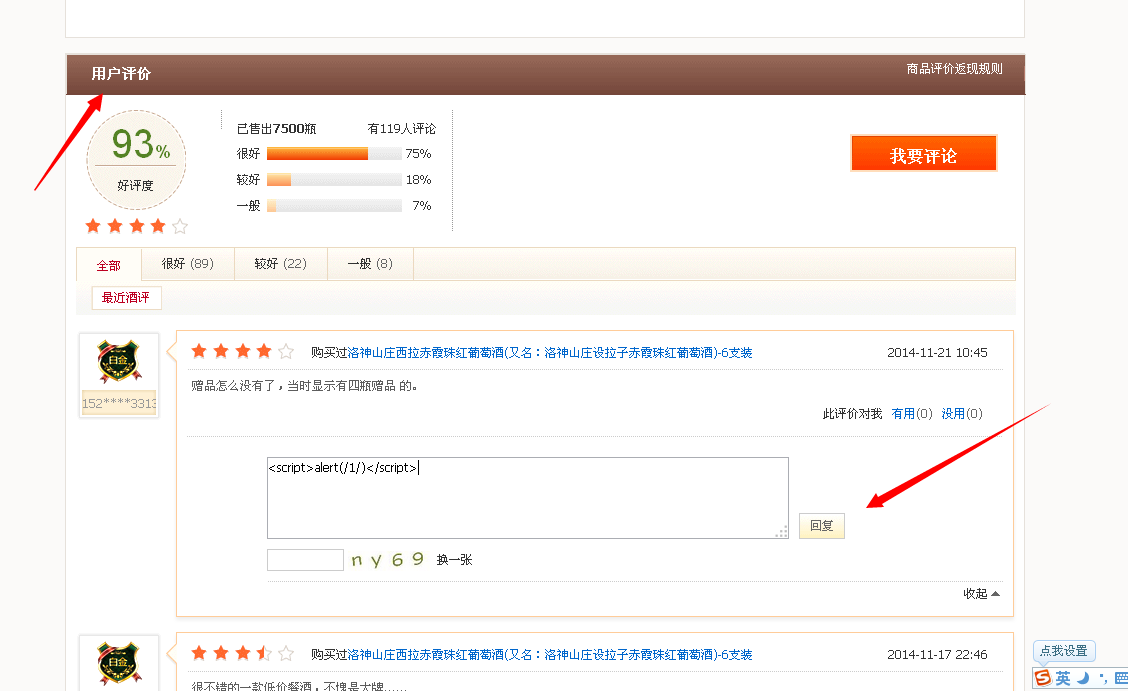 用户评价
商品评价返现规则
93%
好评度
已售出7500瓶 有119人评论
很好 75%
较好 18%
一般 7%
我要评论
全部 很好 (89) 较好 (22) 一般 (8)
最近酒评
白金
152****3313
购买过洛神山庄西拉赤霞珠红葡萄酒(又名：洛神山庄设拉子赤霞珠红葡萄酒)-6支装 2014-11-21 10:45
赠品怎么没有了，当时显示有四瓶赠品 的。
此评价对我 有用(0) 没用(0)
<script>alert(/1/)</script>
回复
ny69 换一张
收起
白金
购买过洛神山庄西拉赤霞珠红葡萄酒(又名：洛神山庄设拉子赤霞珠红葡萄酒)-6支装 2014-11-17 22:46
很不错的一款低价餐酒，不愧是大牌......
点我设置
S 英